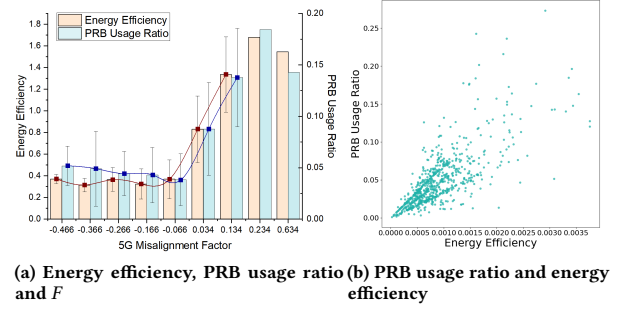 Energy Efficiency
PRB Usage Ratio
1.8
1.6
1.4
1.2
1.0
0.8
0.6
0.4
0.2
0.0
Energy Efficiency
0.20
0.15
0.10
0.05
0.00
PRB Usage Ratio
-0.466 -0.366 -0.266 -0.166 -0.066 0.034 0.134 0.234 0.634
5G Misalignment Factor
0.25
0.20
0.15
0.10
0.05
0.00
PRB Usage Ratio
0.0000 0.0005 0.0010 0.0015 0.0020 0.0025 0.0030 0.0035
Energy Efficiency
(a) Energy efficiency, PRB usage ratio
and F
(b) PRB usage ratio and energy
efficiency